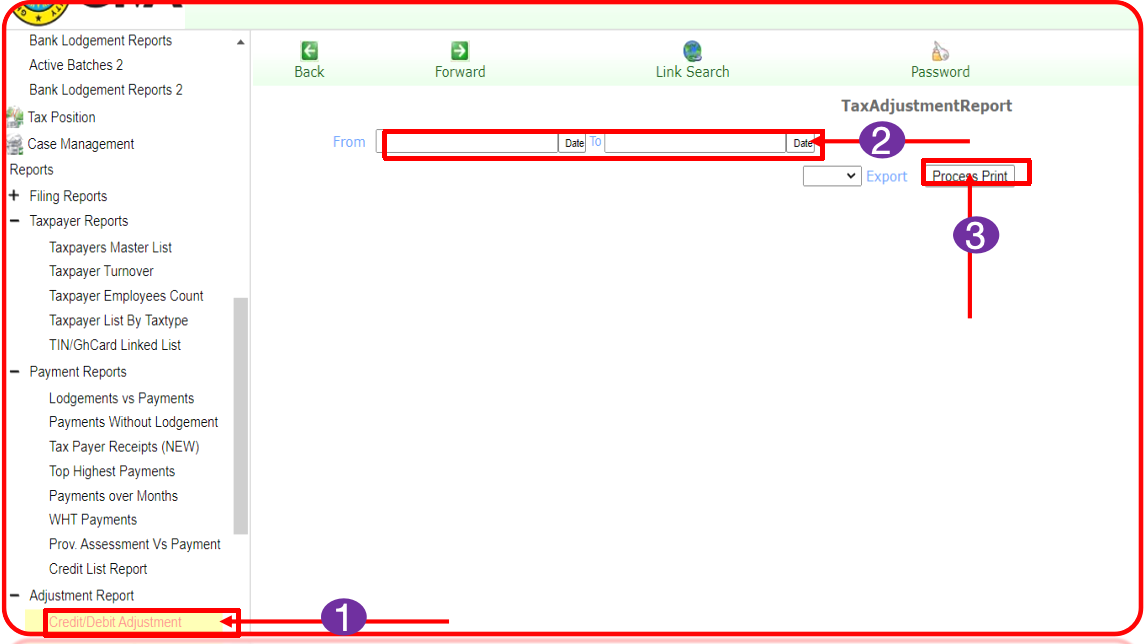 Bank Lodgement Reports
Active Batches 2
Bank Lodgement Reports 2
Tax Position
Case Management
Reports
+ Filing Reports
− Taxpayer Reports
Taxpayers Master List
Taxpayer Turnover
Taxpayer Employees Count
Taxpayer List By Taxtype
TIN/GhCard Linked List
− Payment Reports
Lodgements vs Payments
Payments Without Lodgement
Tax Payer Receipts (NEW)
Top Highest Payments
Payments over Months
WHT Payments
Prov. Assessment Vs Payment
Credit List Report
− Adjustment Report
Credit/Debit Adjustment
1
Back Forward Link Search Password
TaxAdjustmentReport
From Date To Date
2
Export Process Print
3